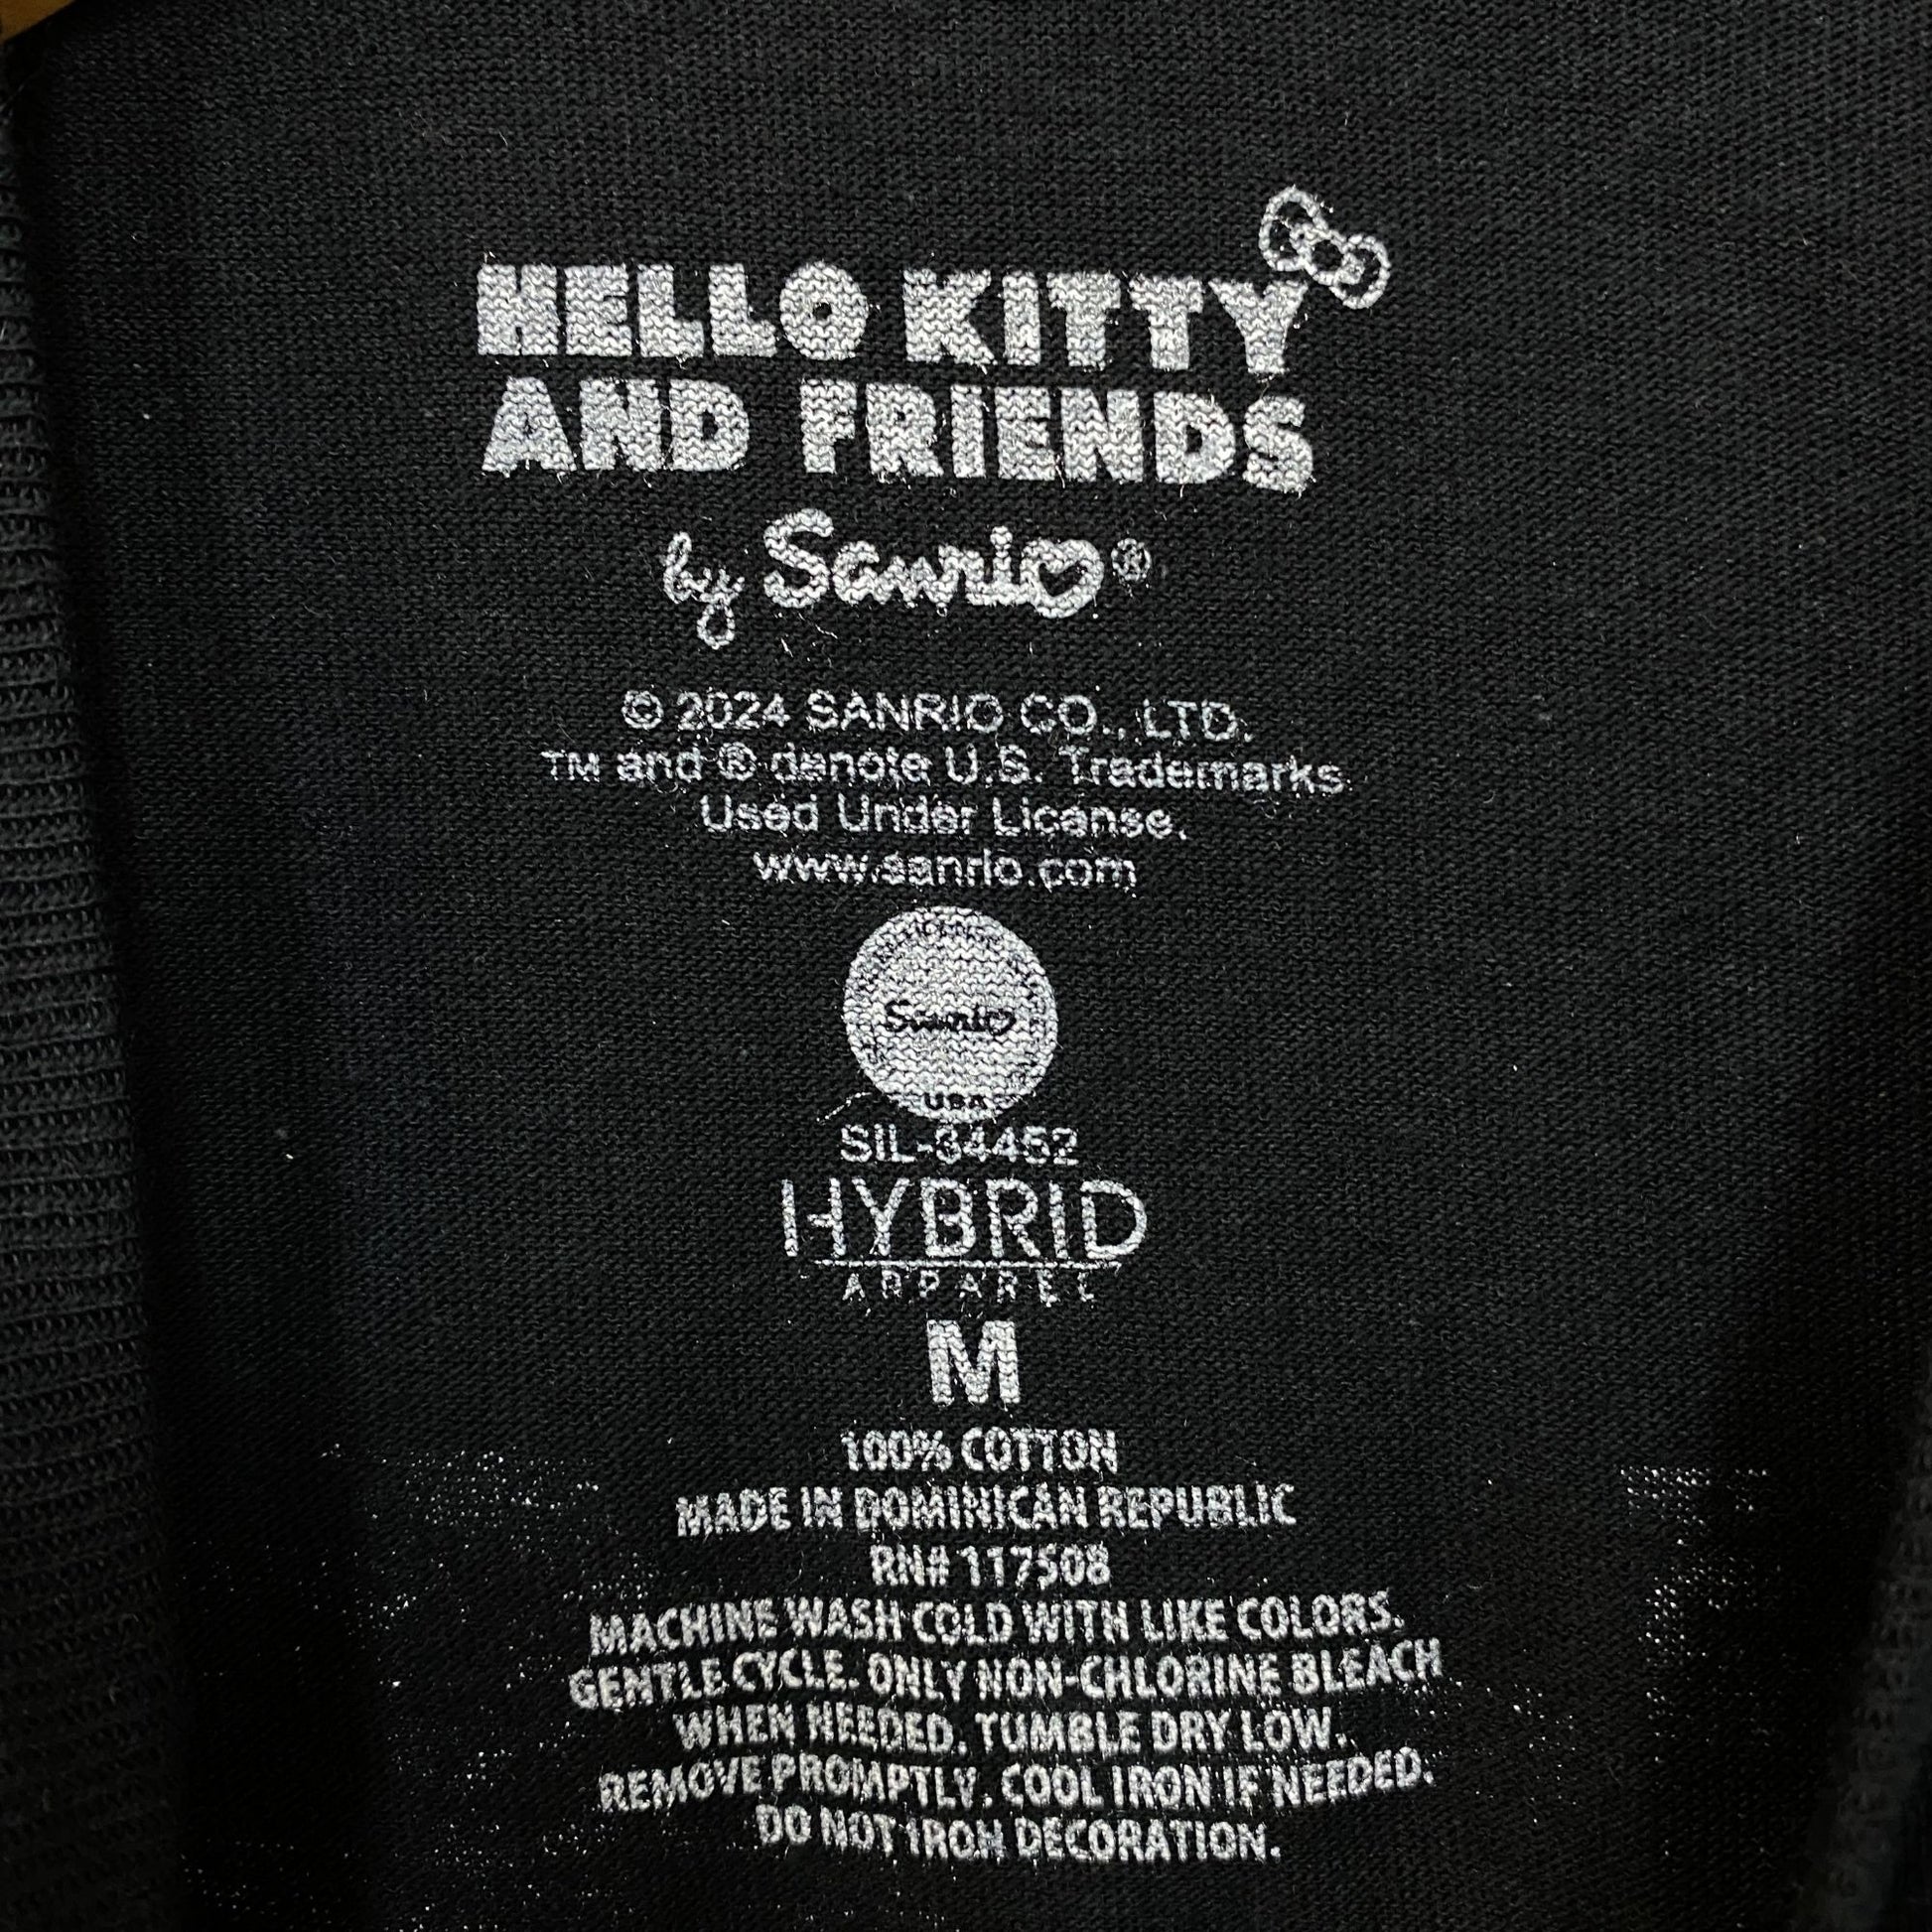 HELLO KITTY
AND FRIENDS
by Sanrio®
© 2024 SANRIO CO., LTD.
TM and ® denote U.S. Trademarks
Used Under License.
www.sanrio.com
Sanrio
USA
SIL-34452
HYBRID
APPAREL
M
100% COTTON
MADE IN DOMINICAN REPUBLIC
RN# 117508
MACHINE WASH COLD WITH LIKE COLORS.
GENTLE CYCLE. ONLY NON-CHLORINE BLEACH
WHEN NEEDED. TUMBLE DRY LOW.
REMOVE PROMPTLY. COOL IRON IF NEEDED.
DO NOT IRON DECORATION.